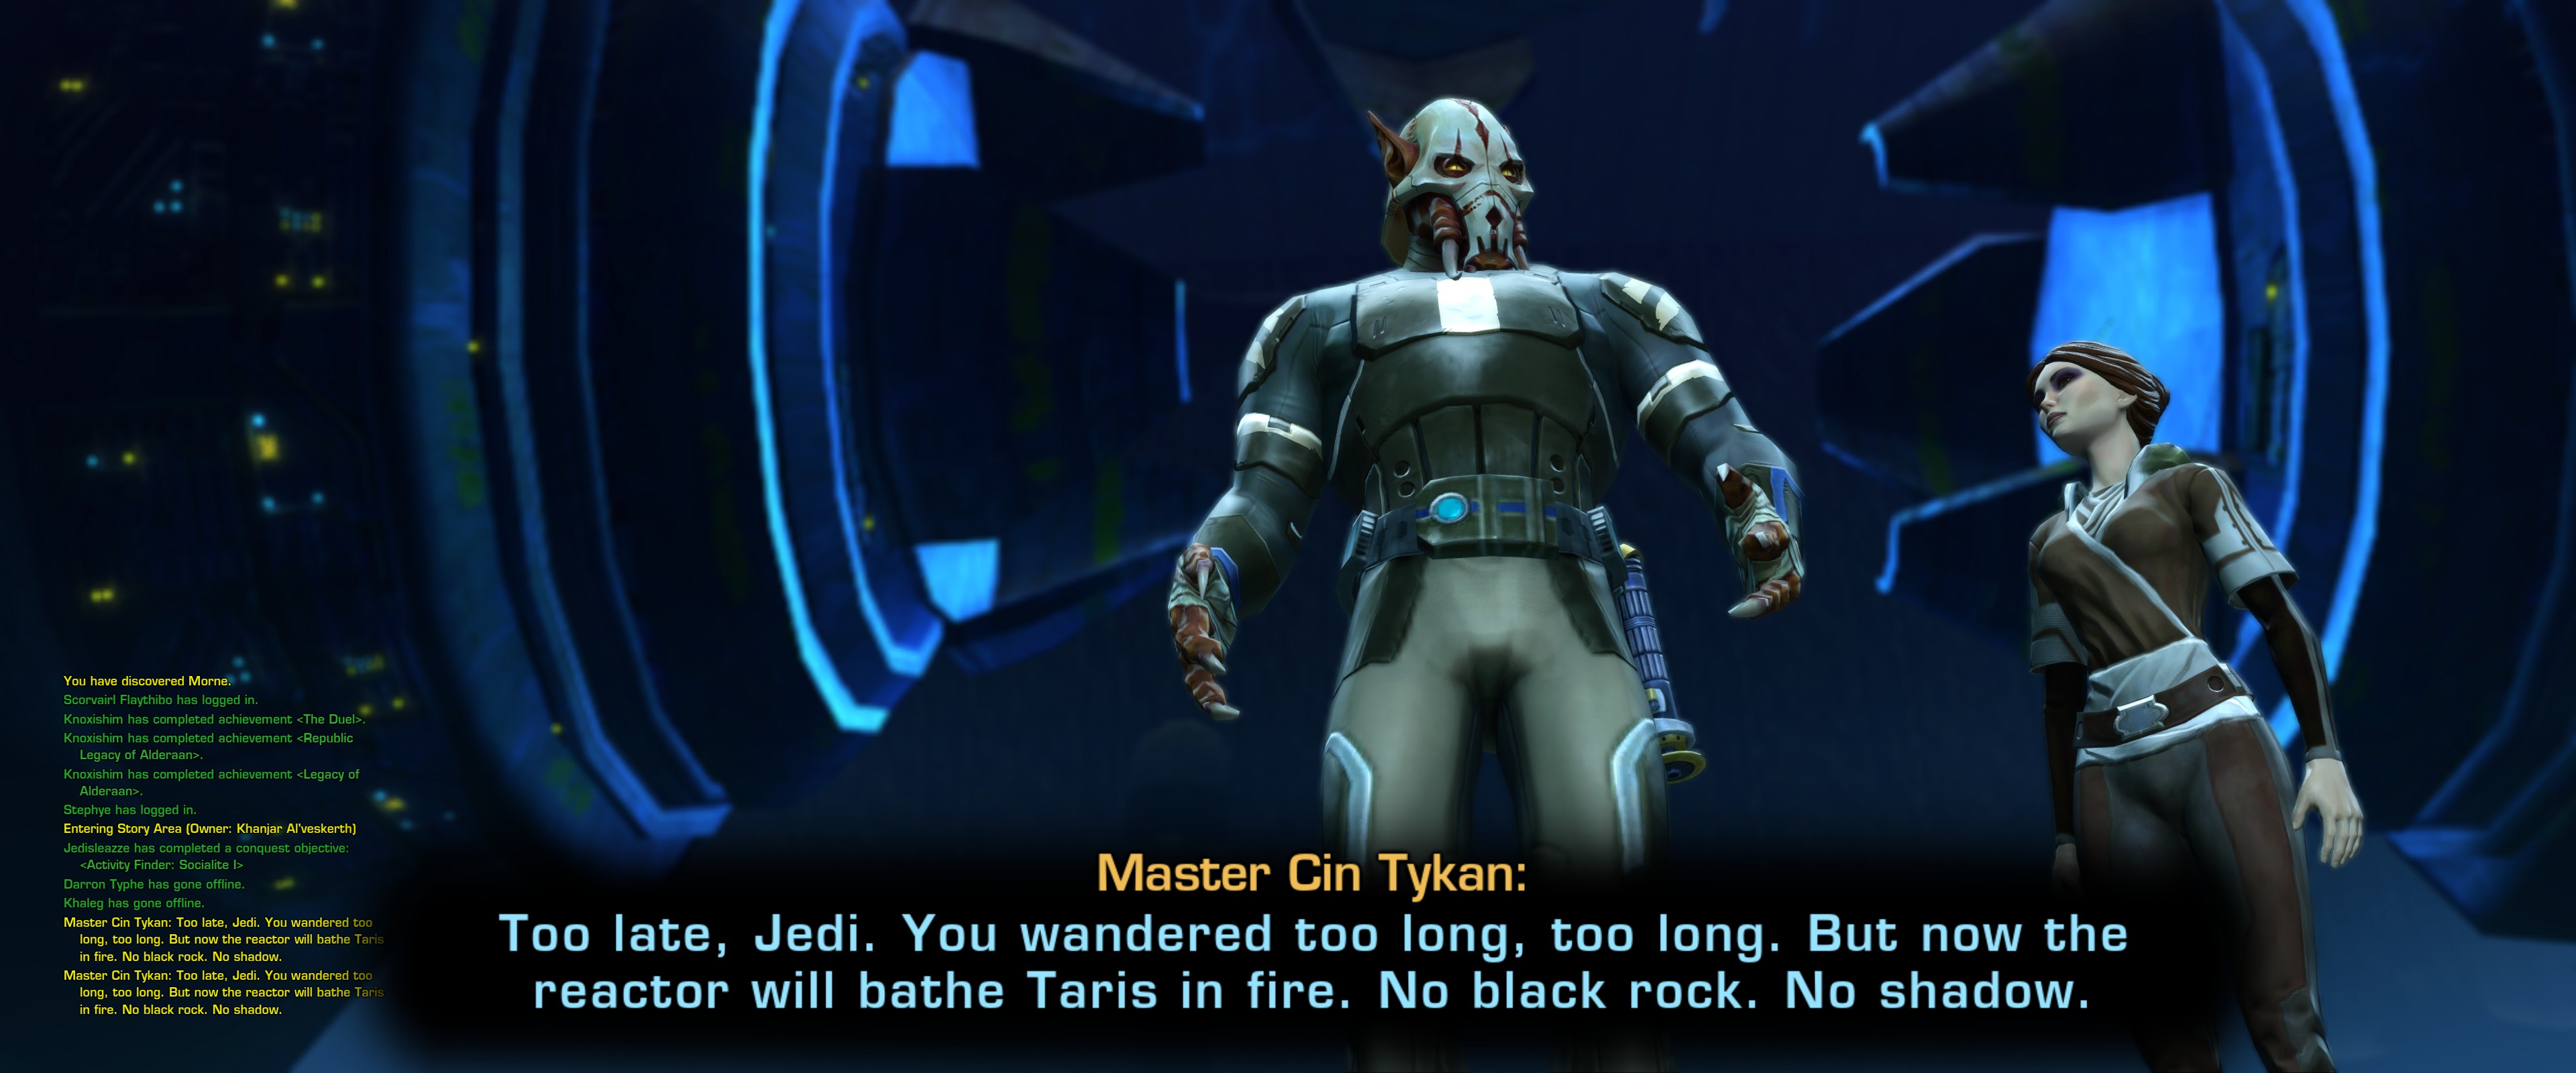 You have discovered Morne.
Scorvairl Flaythibo has logged in.
Knoxishim has completed achievement <The Duel>.
Knoxishim has completed achievement <Republic
Legacy of Alderaan>.
Knoxishim has completed achievement <Legacy of
Alderaan>.
Stephye has logged in.
Entering Story Area (Owner: Khanjar Al'veskerth)
Jedisleazze has completed a conquest objective:
<Activity Finder: Socialite I>
Darron Typhe has gone offline.
Khaleg has gone offline.
Master Cin Tykan: Too late, Jedi. You wandered too
long, too long. But now the reactor will bathe Taris
in fire. No black rock. No shadow.
Master Cin Tykan: Too late, Jedi. You wandered too
long, too long. But now the reactor will bathe Taris
in fire. No black rock. No shadow.
Master Cin Tykan:
Too late, Jedi. You wandered too long, too long. But now the
reactor will bathe Taris in fire. No black rock. No shadow.